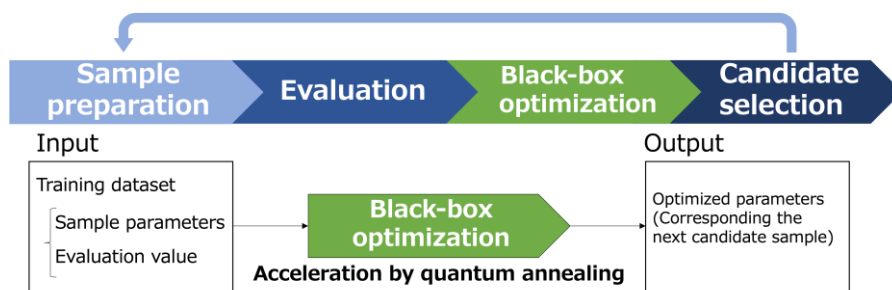 Sample
preparation
Evaluation
Black-box
optimization
Candidate
selection
Input
Training dataset
Sample parameters
Evaluation value
Black-box
optimization
Acceleration by quantum annealing
Output
Optimized parameters
(Corresponding the
next candidate sample)